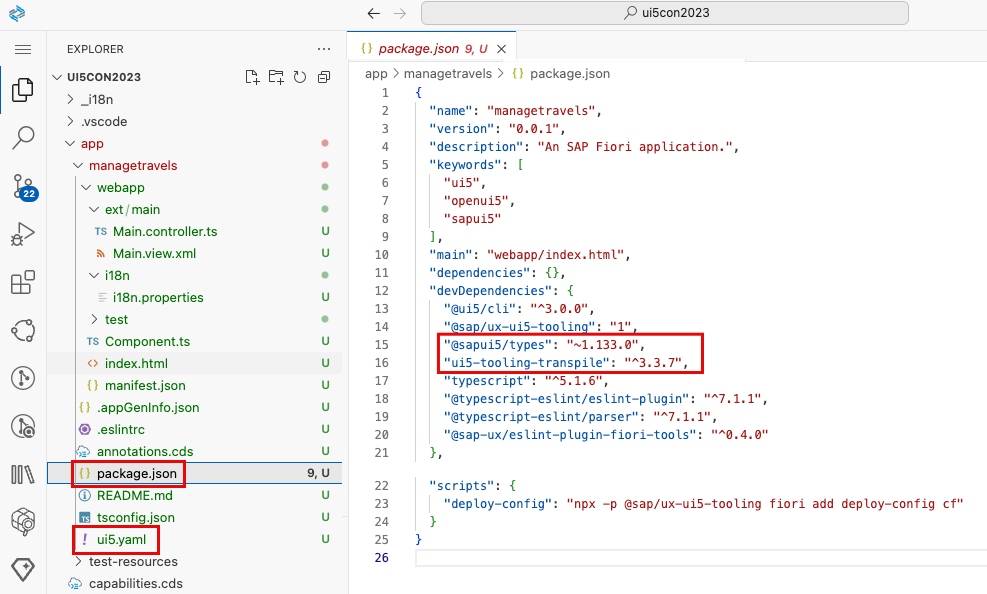 ui5con2023
EXPLORER
UI5CON2023
_i18n
.vscode
app
managetravels
webapp
ext/main
TS Main.controller.ts U
Main.view.xml U
i18n
i18n.properties U
test
TS Component.ts U
<> index.html U
{} manifest.json U
{} .appGenInfo.json U
.eslintrc U
annotations.cds U
{} package.json 9, U
README.md U
TS tsconfig.json U
! ui5.yaml U
test-resources
capabilities.cds
22
{} package.json 9, U
app > managetravels > {} package.json
1 {
2 "name": "managetravels",
3 "version": "0.0.1",
4 "description": "An SAP Fiori application.",
5 "keywords": [
6 "ui5",
7 "openui5",
8 "sapui5"
9 ],
10 "main": "webapp/index.html",
11 "dependencies": {},
12 "devDependencies": {
13 "@ui5/cli": "^3.0.0",
14 "@sap/ux-ui5-tooling": "1",
15 "@sapui5/types": "~1.133.0",
16 "ui5-tooling-transpile": "^3.3.7",
17 "typescript": "^5.1.6",
18 "@typescript-eslint/eslint-plugin": "^7.1.1",
19 "@typescript-eslint/parser": "^7.1.1",
20 "@sap-ux/eslint-plugin-fiori-tools": "^0.4.0"
21 },
22 "scripts": {
23 "deploy-config": "npx -p @sap/ux-ui5-tooling fiori add deploy-config cf"
24 }
25 }
26